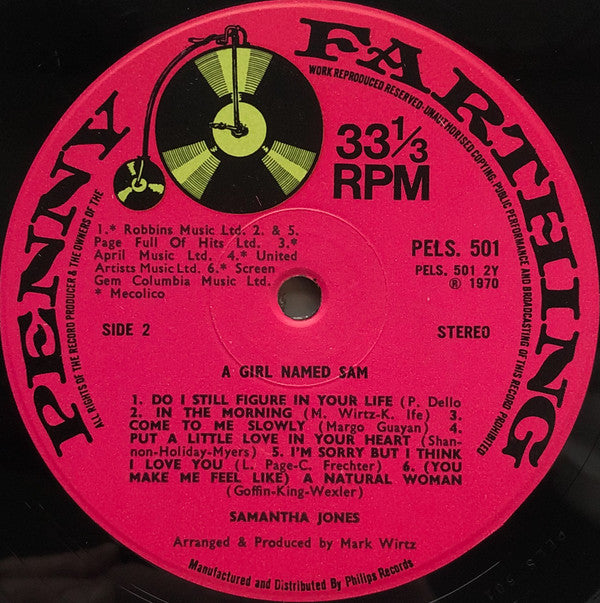 PENNY FARTHING
WORK REPRODUCED RESERVED · UNAUTHORISED COPYING, PUBLIC PERFORMANCE AND BROADCASTING OF THIS RECORD PROHIBITED
ALL RIGHTS OF THE RECORD PRODUCER & THE OWNERS OF THE
33 1/3
RPM
1.* Robbins Music Ltd. 2. & 5.
Page Full Of Hits Ltd. 3.*
April Music Ltd. 4.* United
Artists Music Ltd. 6.* Screen
Gem Columbia Music Ltd.
* Mecolico
PELS. 501
PELS. 501 2Y
℗ 1970
SIDE 2
STEREO
A GIRL NAMED SAM
1. DO I STILL FIGURE IN YOUR LIFE (P. Dello
2. IN THE MORNING (M. Wirtz-K. Ife) 3.
COME TO ME SLOWLY (Margo Guayan) 4.
PUT A LITTLE LOVE IN YOUR HEART (Shan-
non-Holiday-Myers) 5. I'M SORRY BUT I THINK
I LOVE YOU (L. Page-C. Frechter) 6. (YOU
MAKE ME FEEL LIKE) A NATURAL WOMAN
(Goffin-King-Wexler)
SAMANTHA JONES
Arranged & Produced by Mark Wirtz
Manufactured and Distributed By Philips Records
PELS 501